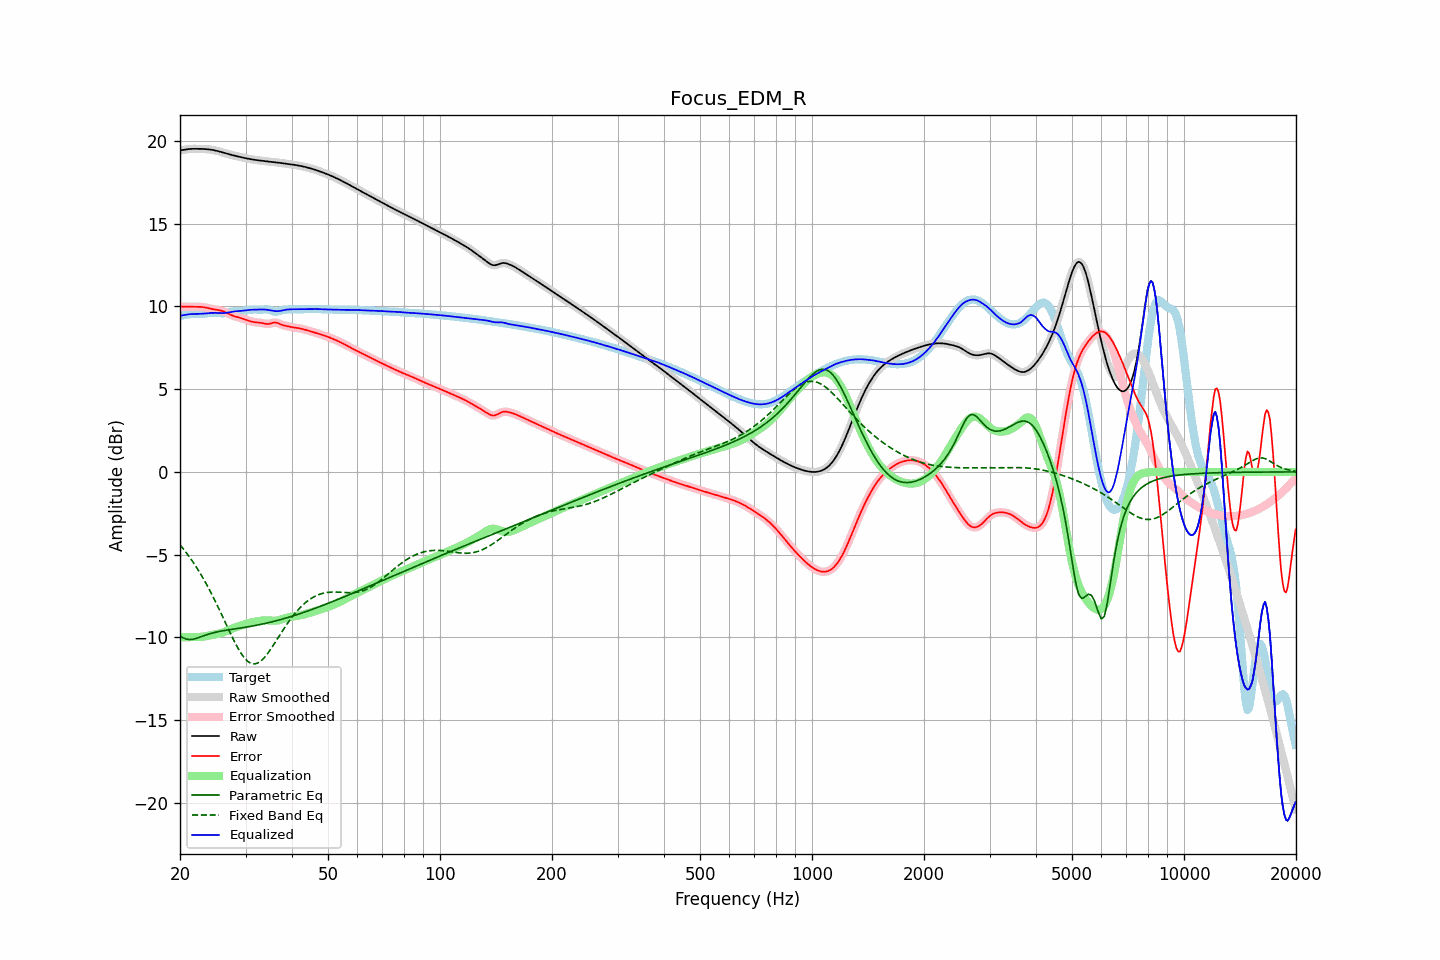 Focus_EDM_R
20
15
10
5
0
−5
−10
−15
−20
Amplitude (dBr)
Target
Raw Smoothed
Error Smoothed
Raw
Error
Equalization
Parametric Eq
Fixed Band Eq
Equalized
20 50 100 200 500 1000 2000 5000 10000 20000
Frequency (Hz)